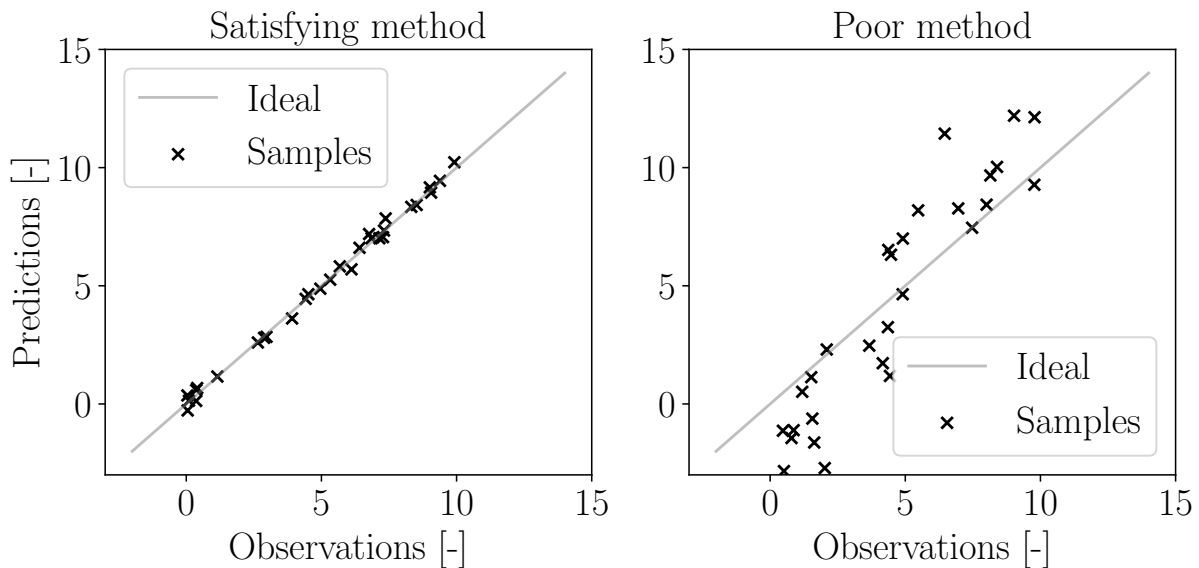 Satisfying method
15
10
5
0
Predictions [-]
Ideal
Samples
0 5 10 15
Observations [-]
Poor method
15
10
5
0
Ideal
Samples
0 5 10 15
Observations [-]